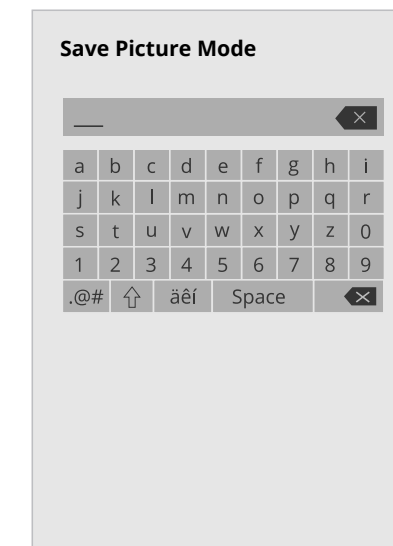 Save Picture Mode
a b c d e f g h i
j k l m n o p q r
s t u v w x y z 0
1 2 3 4 5 6 7 8 9
.@# äêí Space